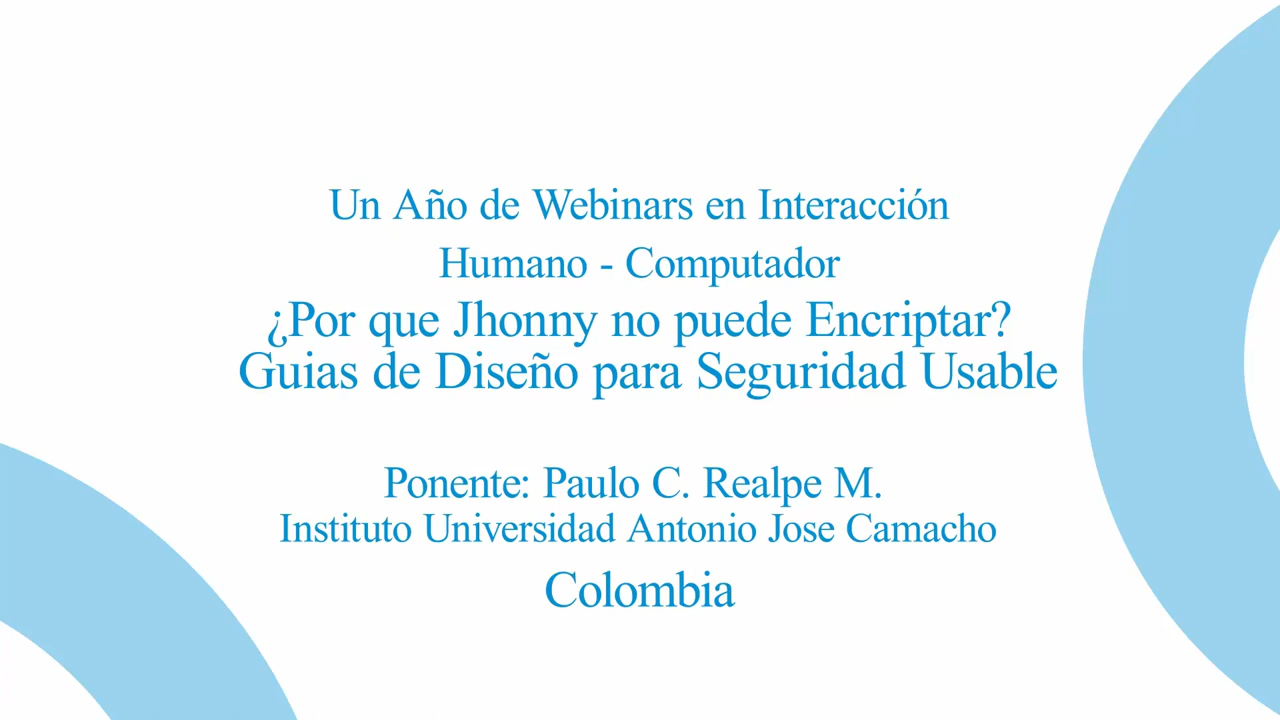 Un Año de Webinars en Interacción
Humano - Computador
¿Por que Jhonny no puede Encriptar?
Guias de Diseño para Seguridad Usable
Ponente: Paulo C. Realpe M.
Instituto Universidad Antonio Jose Camacho
Colombia